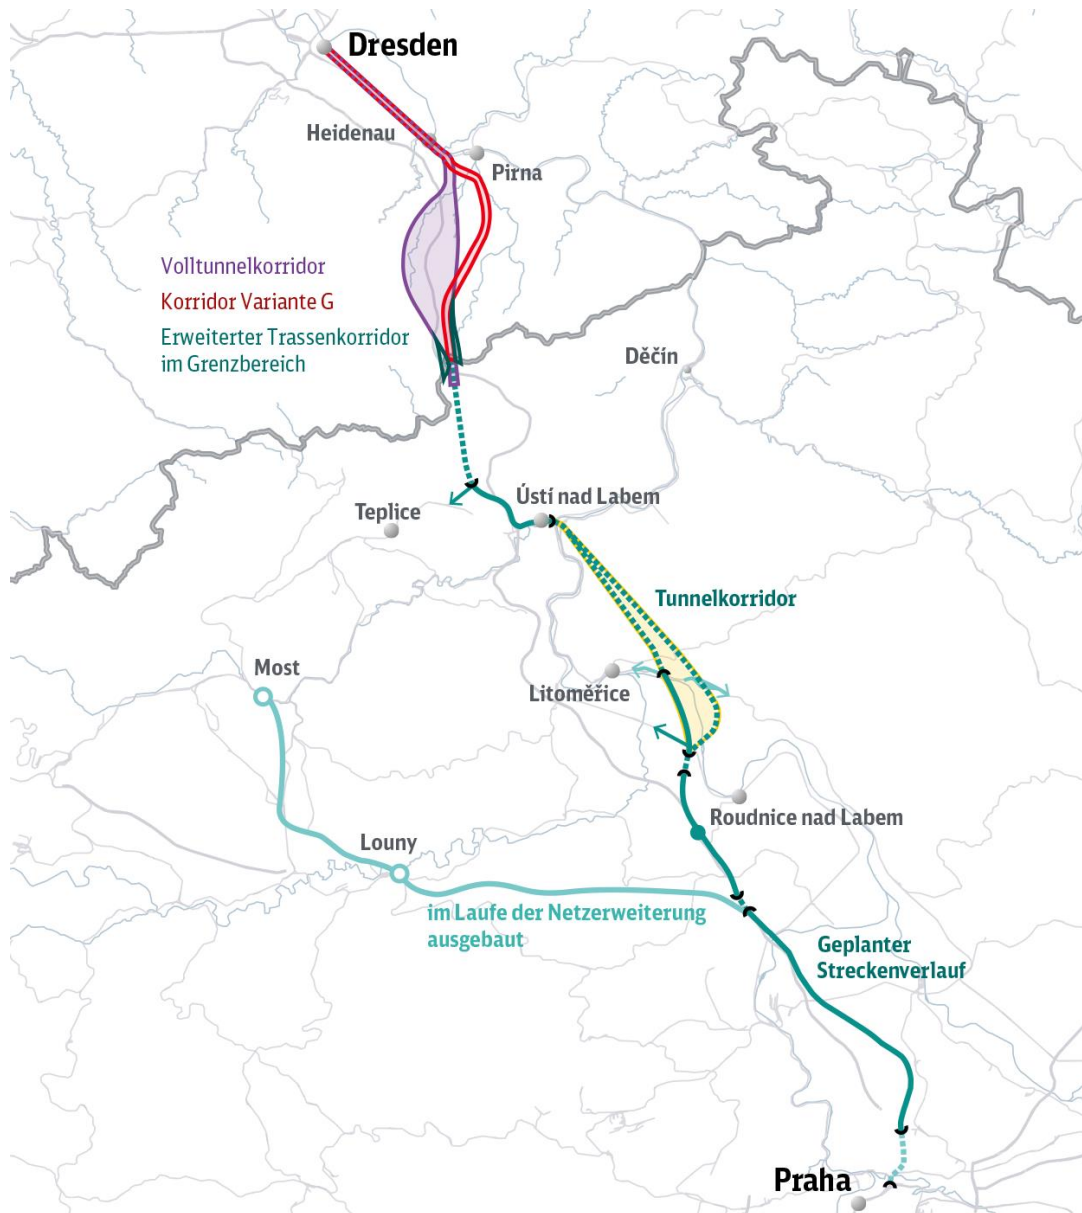 Dresden
Heidenau
Pirna
Volltunnelkorridor
Korridor Variante G
Erweiterter Trassenkorridor
im Grenzbereich
Děčín
Ústí nad Labem
Teplice
Tunnelkorridor
Most
Litoměřice
Roudnice nad Labem
Louny
im Laufe der Netzerweiterung
ausgebaut
Geplanter
Streckenverlauf
Praha